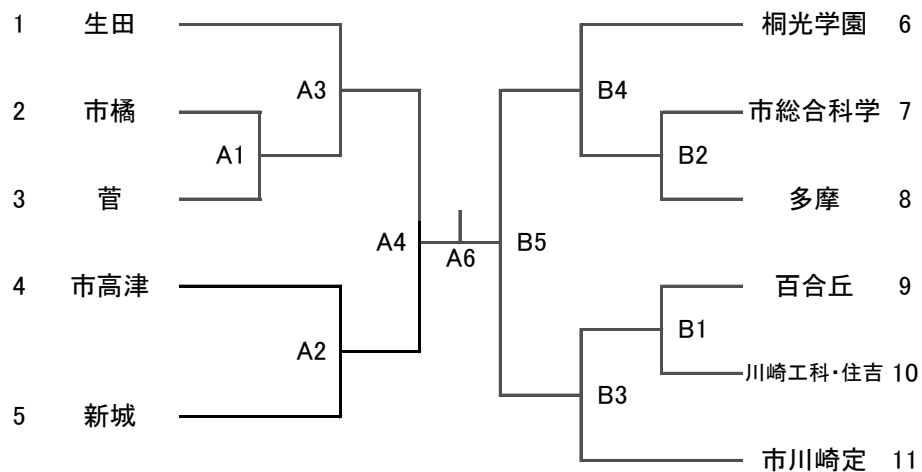 1 生田
A3
2 市橘
A1
3 菅
A4
4 市高津
A2
5 新城
A6
桐光学園 6
B4
市総合科学 7
B2
多摩 8
B5
百合丘 9
B1
川崎工科・住吉 10
B3
市川崎定 11